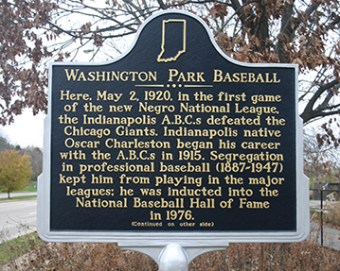 WASHINGTON PARK BASEBALL
Here, May 2, 1920, in the first game
of the new Negro National League,
the Indianapolis A.B.C.s defeated the
Chicago Giants. Indianapolis native
Oscar Charleston began his career
with the A.B.C.s in 1915. Segregation
in professional baseball (1887-1947)
kept him from playing in the major
leagues; he was inducted into the
National Baseball Hall of Fame
in 1976.
(Continued on other side)